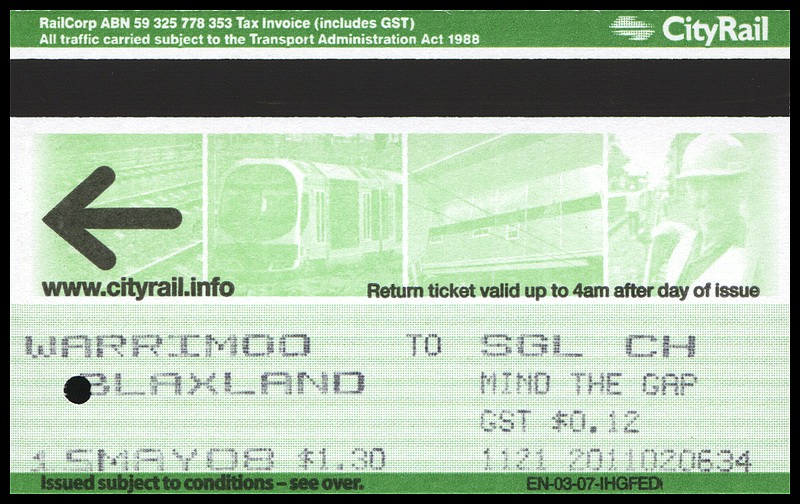 RailCorp ABN 59 325 778 353 Tax Invoice (includes GST)
All traffic carried subject to the Transport Administration Act 1988
CityRail
www.cityrail.info
Return ticket valid up to 4am after day of issue
WARRIMOO TO SGL CH
BLAXLAND MIND THE GAP
GST $0.12
15MAY08 $1.30 1121 2011020634
Issued subject to conditions – see over. EN-03-07-IHGFEDi